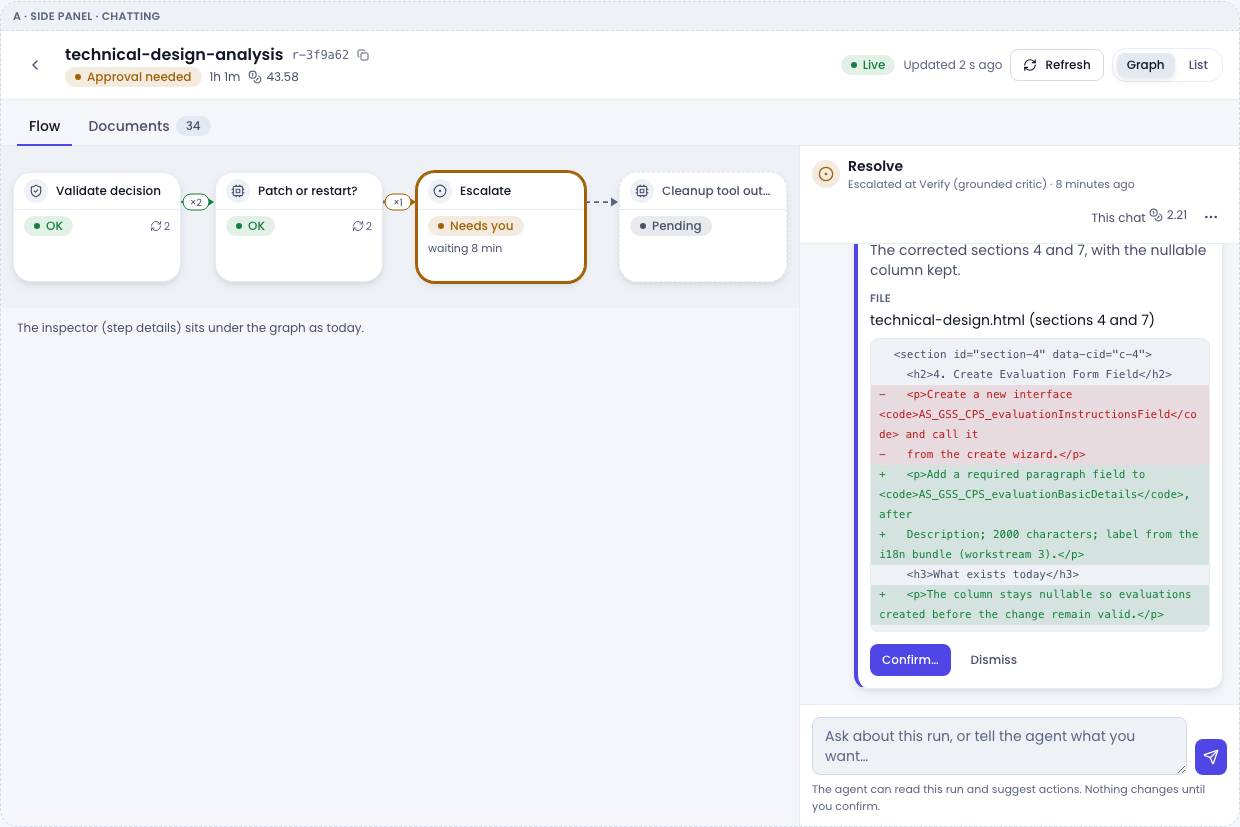 A · SIDE PANEL · CHATTING
technical-design-analysis r-3f9a62
Approval needed 1h 1m 43.58
Live Updated 2 s ago Refresh Graph List
Flow Documents 34
Validate decision
OK 2
×2
Patch or restart?
OK 2
×1
Escalate
Needs you
waiting 8 min
Cleanup tool out…
Pending
The inspector (step details) sits under the graph as today.
Resolve
Escalated at Verify (grounded critic) · 8 minutes ago
This chat 2.21 ···
The corrected sections 4 and 7, with the nullable
column kept.
FILE
technical-design.html (sections 4 and 7)
<section id="section-4" data-cid="c-4">
<h2>4. Create Evaluation Form Field</h2>
− <p>Create a new interface
<code>AS_GSS_CPS_evaluationInstructionsField</co
de> and call it
− from the create wizard.</p>
+ <p>Add a required paragraph field to
<code>AS_GSS_CPS_evaluationBasicDetails</code>,
after
+ Description; 2000 characters; label from the
i18n bundle (workstream 3).</p>
<h3>What exists today</h3>
+ <p>The column stays nullable so evaluations
created before the change remain valid.</p>
Confirm… Dismiss
Ask about this run, or tell the agent what you
want…
The agent can read this run and suggest actions. Nothing changes until
you confirm.